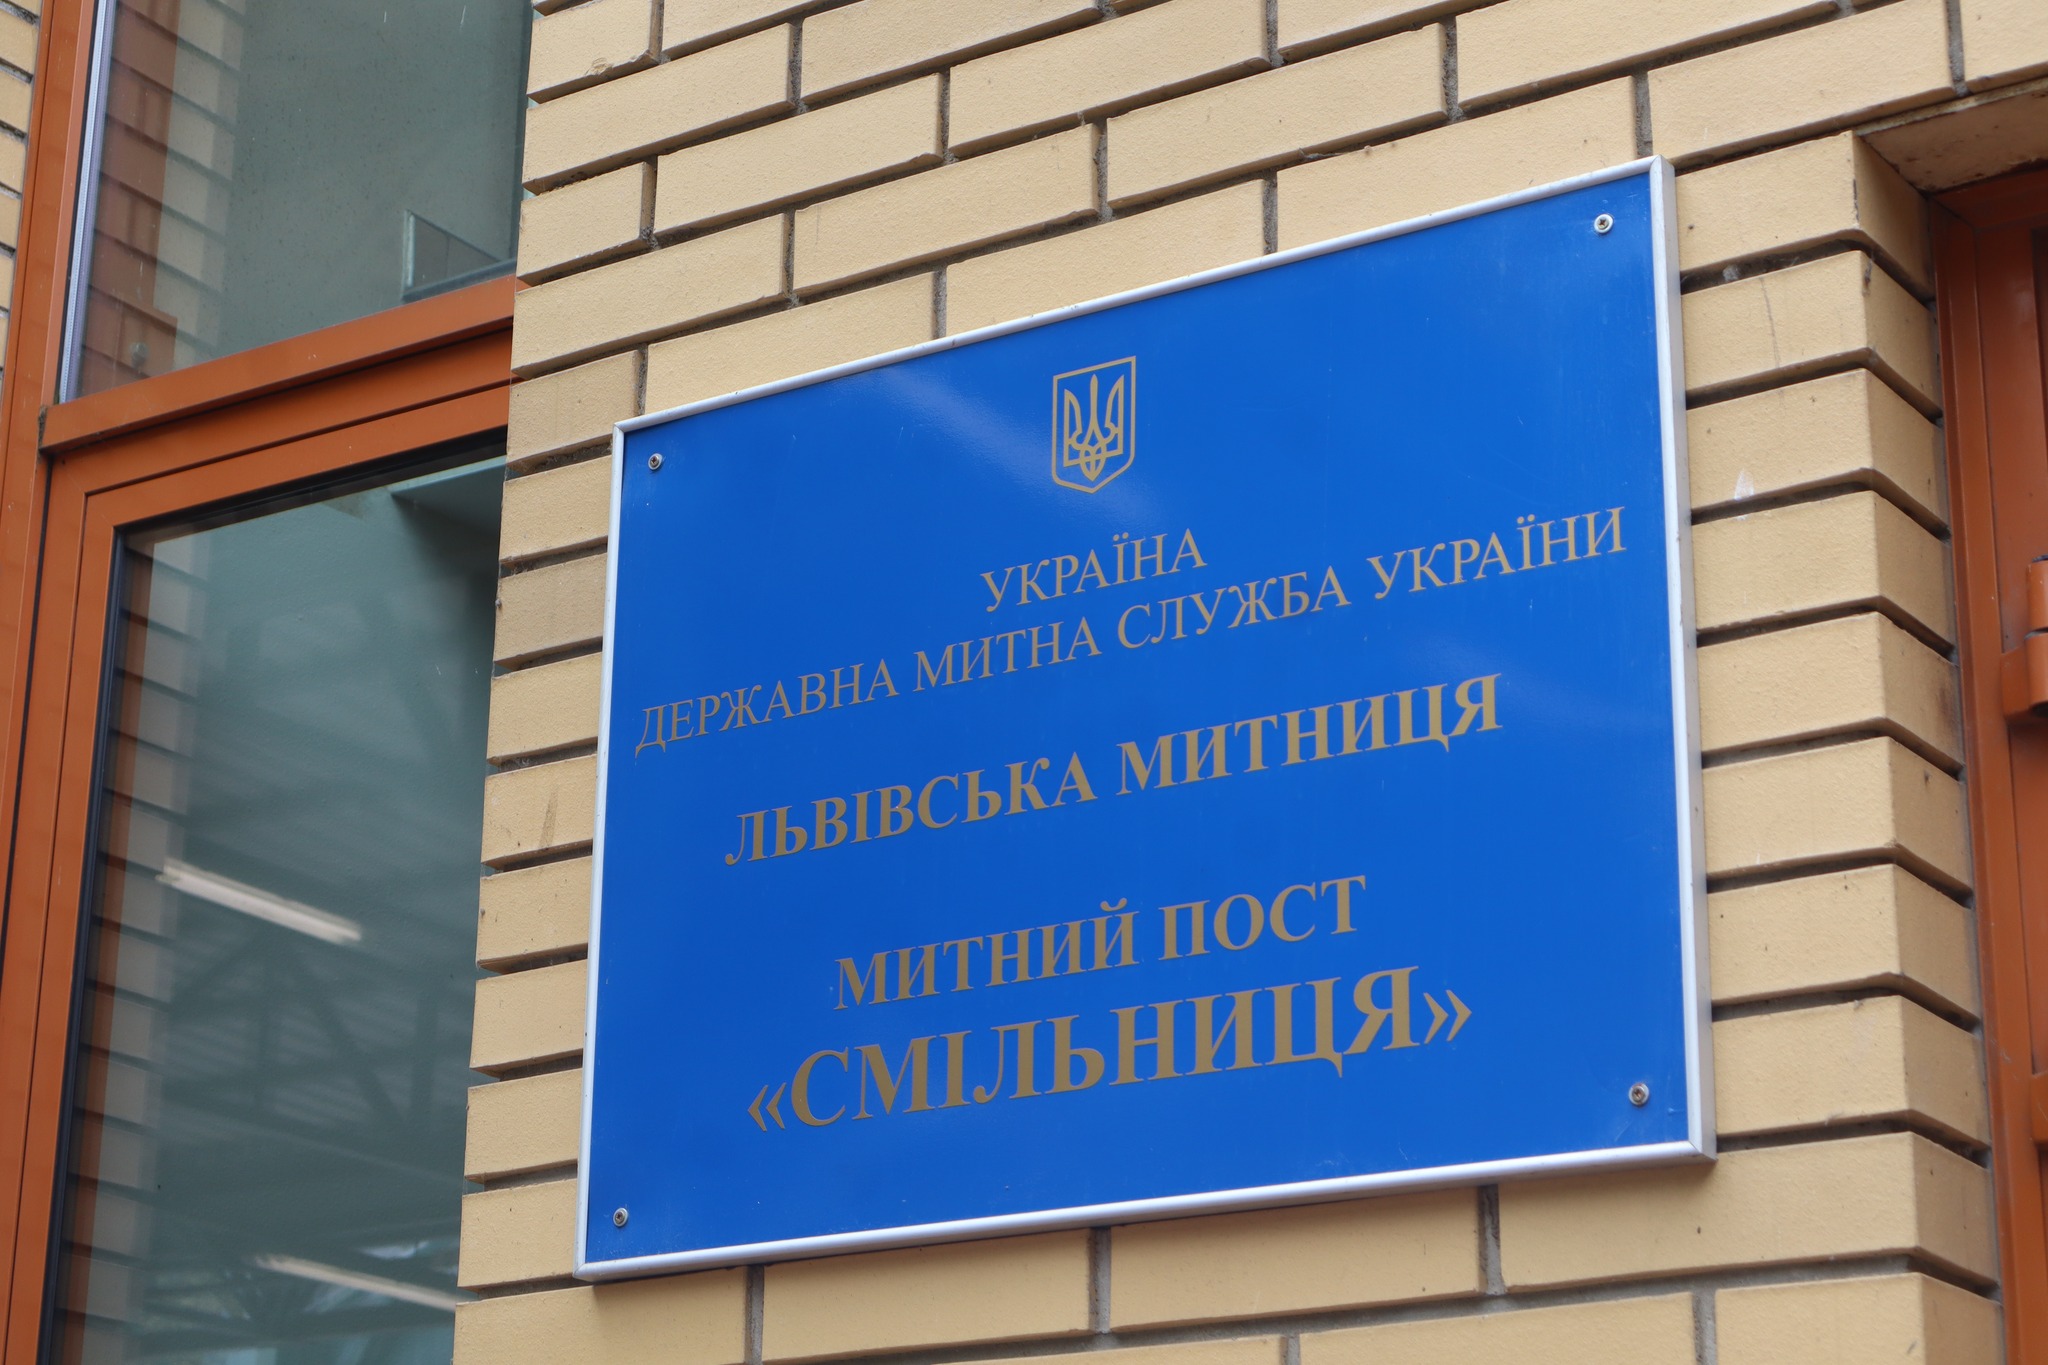 УКРАЇНА
ДЕРЖАВНА МИТНА СЛУЖБА УКРАЇНИ
ЛЬВІВСЬКА МИТНИЦЯ
МИТНИЙ ПОСТ
«СМІЛЬНИЦЯ»